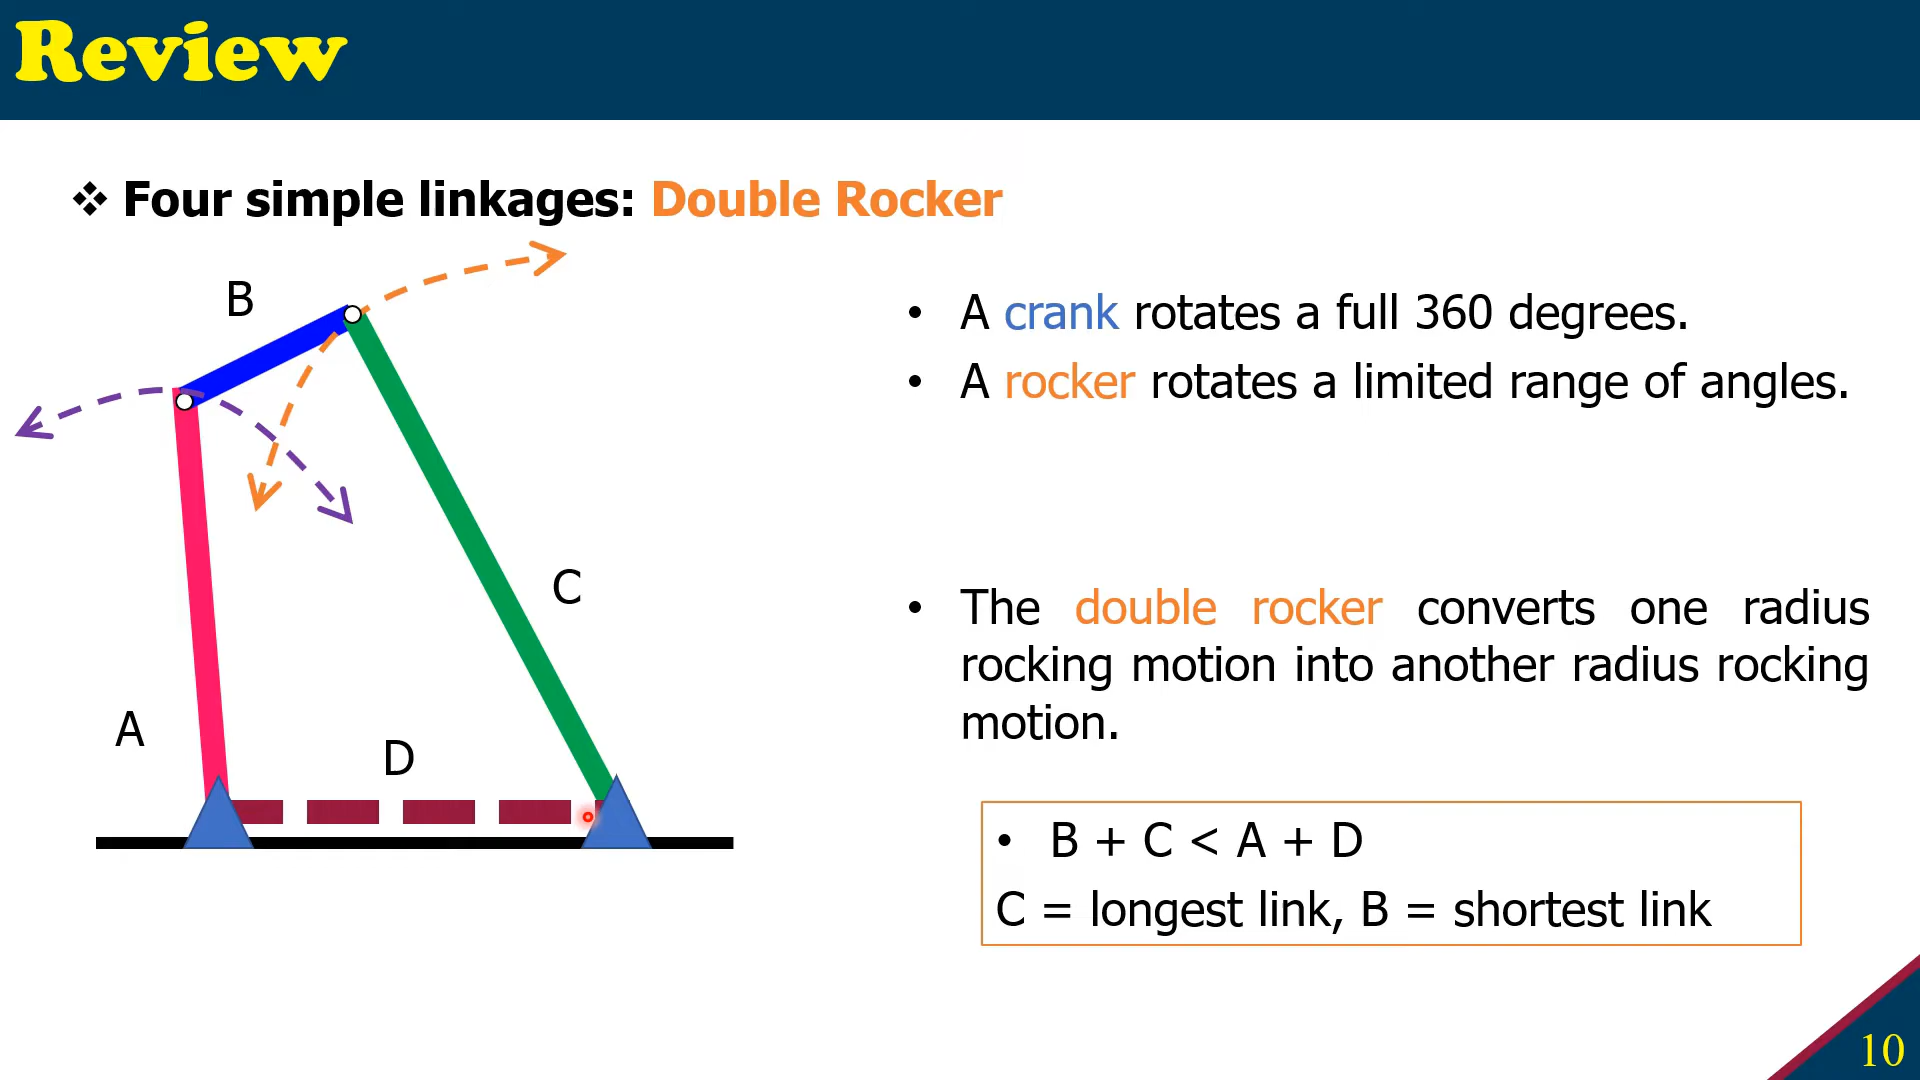 Review
❖ Four simple linkages: Double Rocker
B
• A crank rotates a full 360 degrees.
• A rocker rotates a limited range of angles.
C
• The double rocker converts one radius
rocking motion into another radius rocking
motion.
A
D
• B + C < A + D
C = longest link, B = shortest link
10